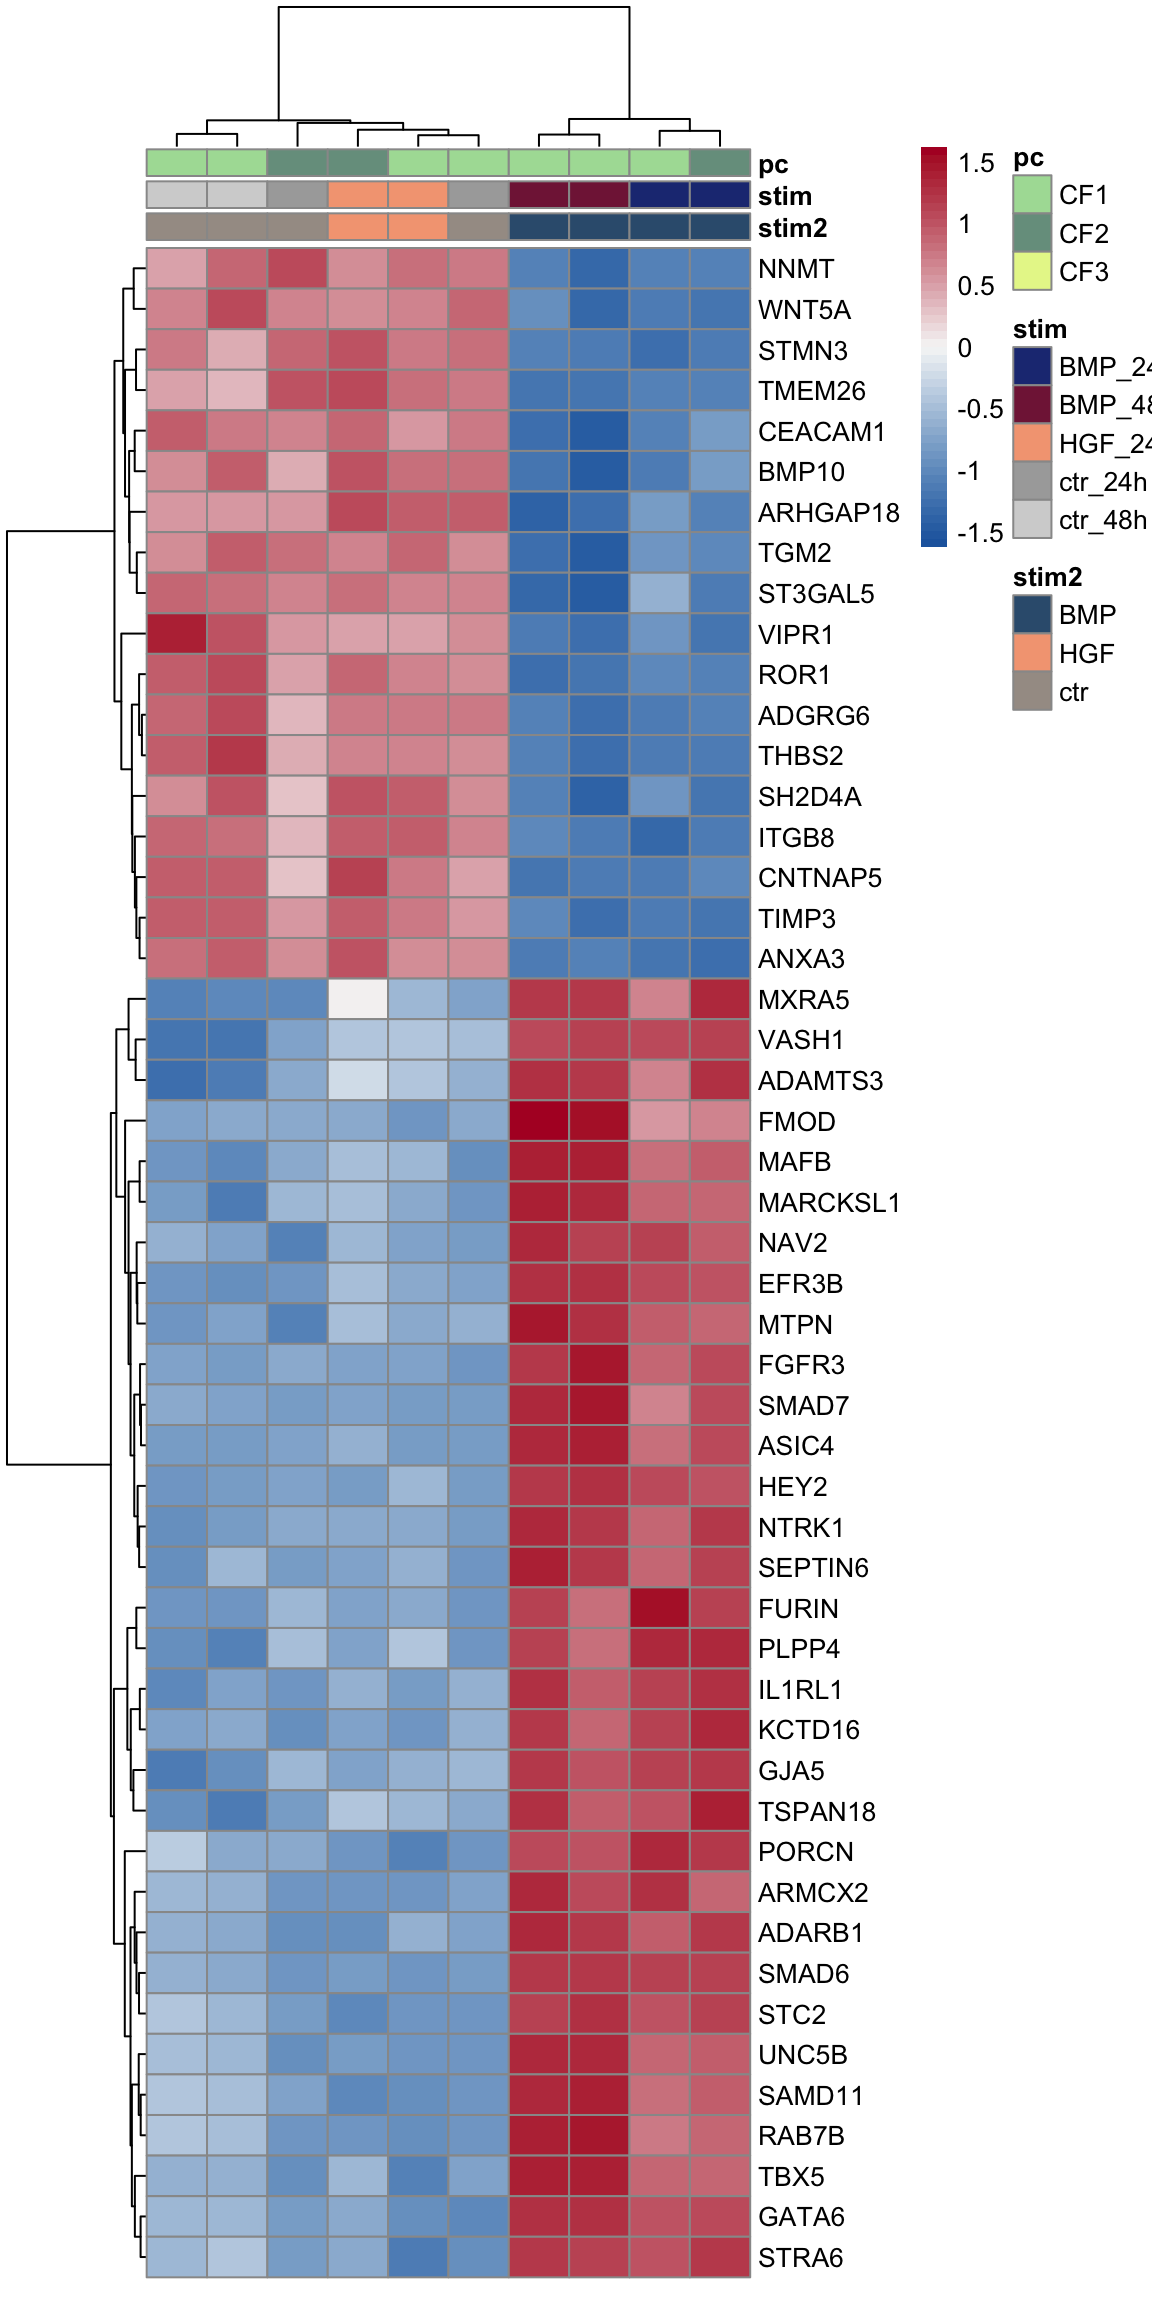 pc
stim
stim2
NNMT
WNT5A
STMN3
TMEM26
CEACAM1
BMP10
ARHGAP18
TGM2
ST3GAL5
VIPR1
ROR1
ADGRG6
THBS2
SH2D4A
ITGB8
CNTNAP5
TIMP3
ANXA3
MXRA5
VASH1
ADAMTS3
FMOD
MAFB
MARCKSL1
NAV2
EFR3B
MTPN
FGFR3
SMAD7
ASIC4
HEY2
NTRK1
SEPTIN6
FURIN
PLPP4
IL1RL1
KCTD16
GJA5
TSPAN18
PORCN
ARMCX2
ADARB1
SMAD6
STC2
UNC5B
SAMD11
RAB7B
TBX5
GATA6
STRA6
1.5
1
0.5
0
-0.5
-1
-1.5
pc
CF1
CF2
CF3
stim
BMP_24
BMP_48
HGF_24
ctr_24h
ctr_48h
stim2
BMP
HGF
ctr